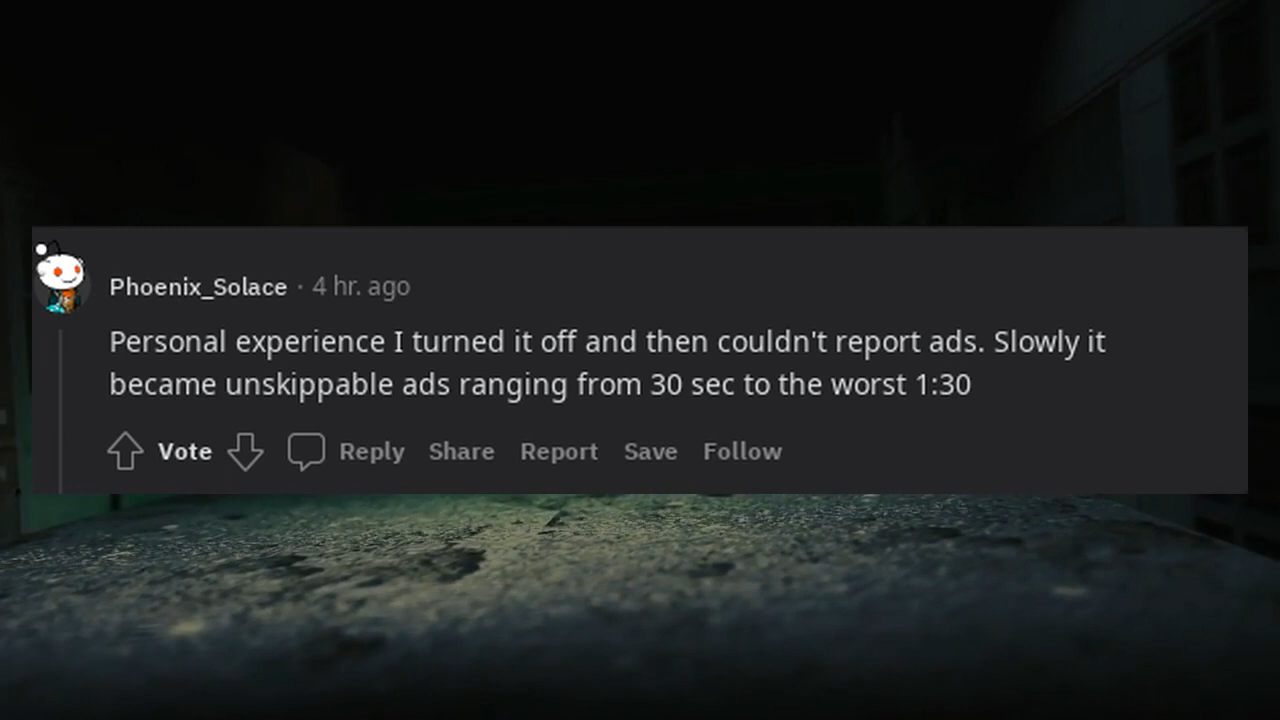 Phoenix_Solace · 4 hr. ago
Personal experience I turned it off and then couldn't report ads. Slowly it
became unskippable ads ranging from 30 sec to the worst 1:30
Vote Reply Share Report Save Follow